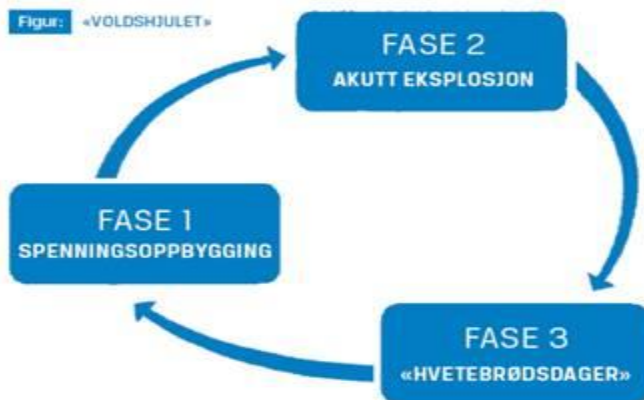 Figur: «VOLDSHJULET»
FASE 2
AKUTT EKSPLOSJON
FASE 1
SPENNINGSOPPBYGGING
FASE 3
«HVETEBRØDSDAGER»